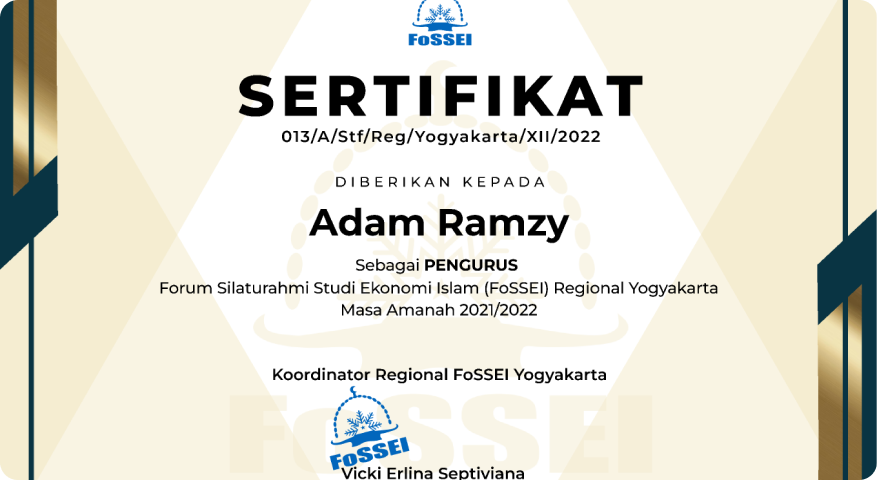 FoSSEI
SERTIFIKAT
013/A/Stf/Reg/Yogyakarta/XII/2022
DIBERIKAN KEPADA
Adam Ramzy
Sebagai PENGURUS
Forum Silaturahmi Studi Ekonomi Islam (FoSSEI) Regional Yogyakarta
Masa Amanah 2021/2022
Koordinator Regional FoSSEI Yogyakarta
FoSSEI
FoSSEI
Vicki Erlina Septiviana